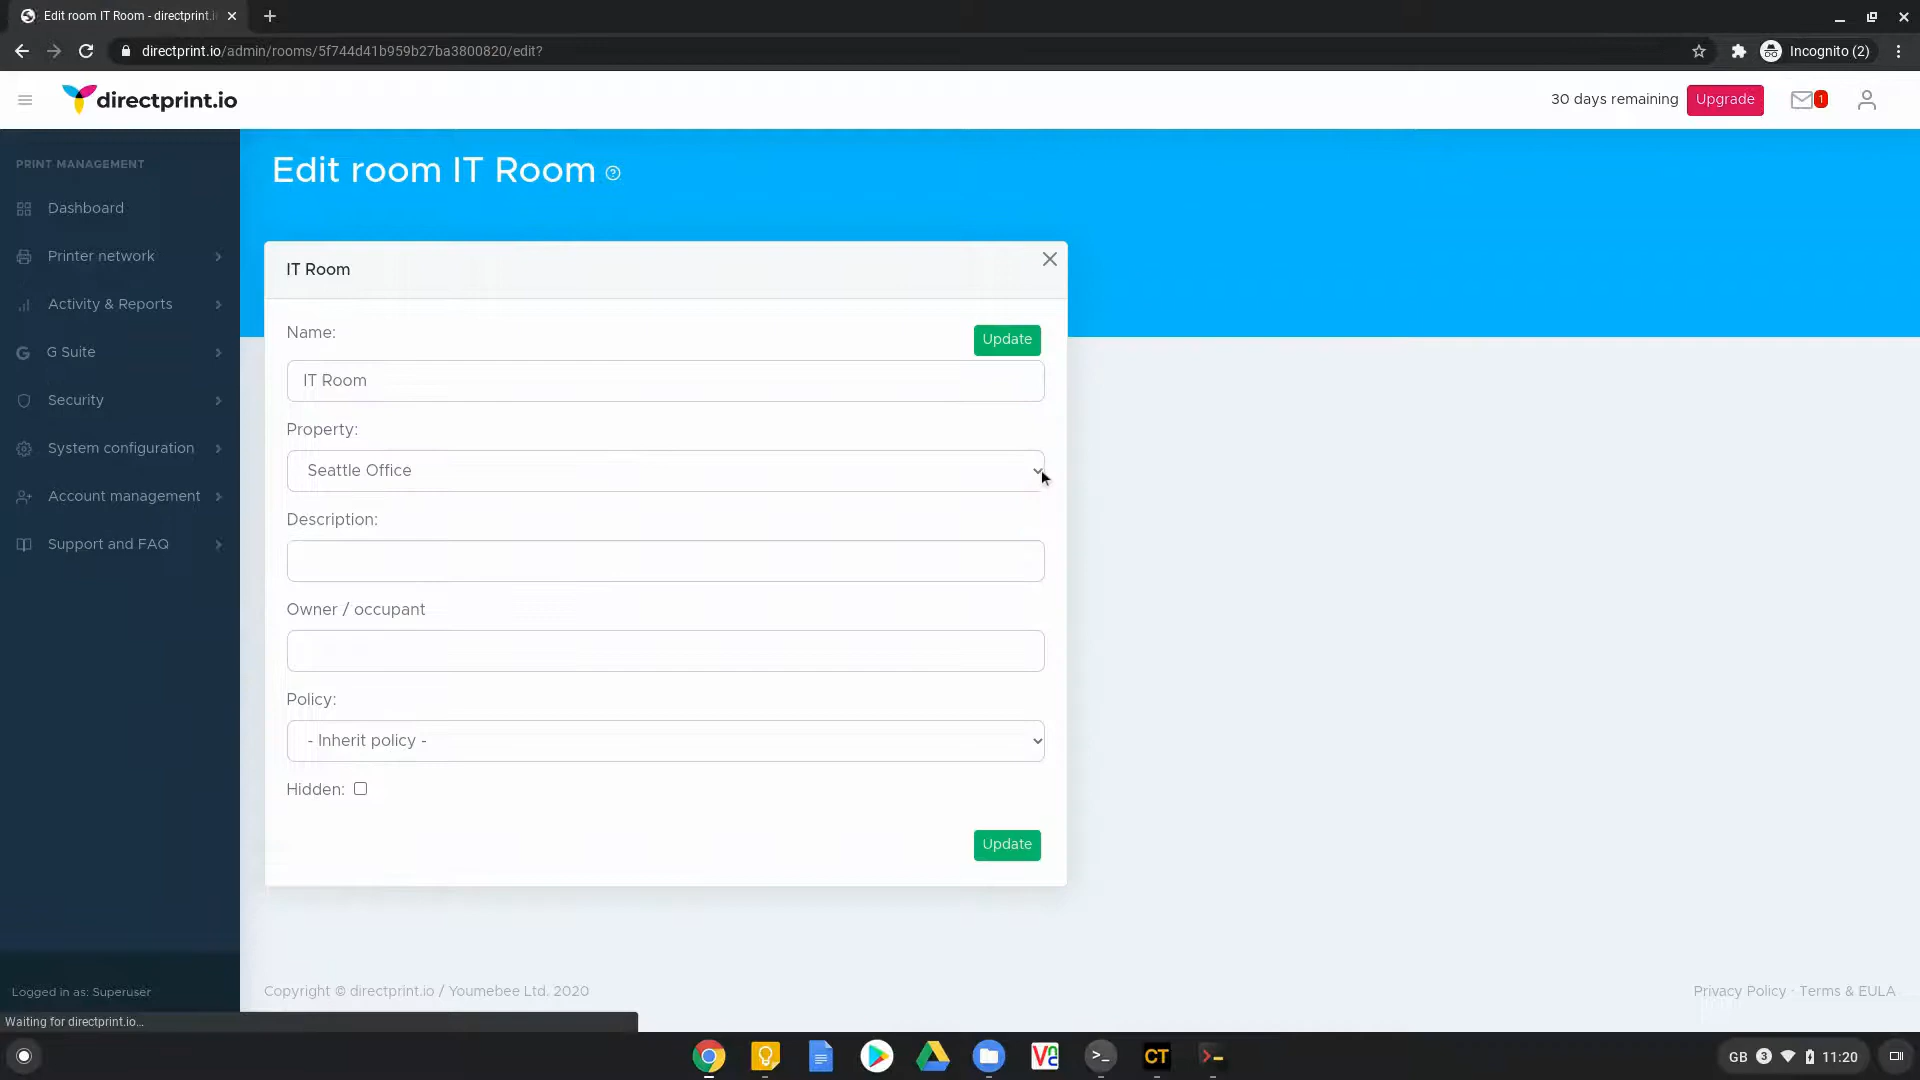 Edit room IT Room - directprint.i
directprint.io/admin/rooms/5f744d41b959b27ba3800820/edit?
Incognito (2)
directprint.io
30 days remaining
Upgrade
1
PRINT MANAGEMENT
Dashboard
Printer network
Activity & Reports
G Suite
Security
System configuration
Account management
Support and FAQ
Logged in as: Superuser
Edit room IT Room
IT Room
Name:
Update
IT Room
Property:
Seattle Office
Description:
Owner / occupant
Policy:
- Inherit policy -
Hidden:
Update
Copyright © directprint.io / Youmebee Ltd. 2020
Privacy Policy · Terms & EULA
Waiting for directprint.io...
CT
GB
3
11:20